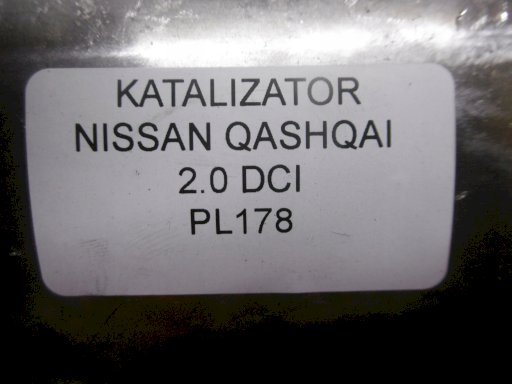 KATALIZATOR
NISSAN QASHQAI
2.0 DCI
PL178